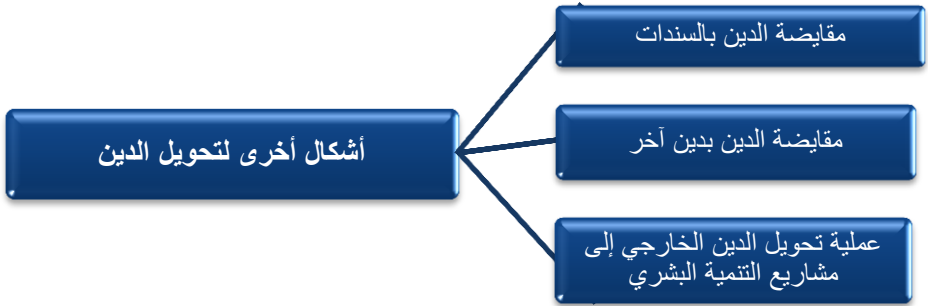 أشكال أخرى لتحويل الدين
مقايضة الدين بالسندات
مقايضة الدين بدين آخر
عملية تحويل الدين الخارجي إلى
مشاريع التنمية البشري